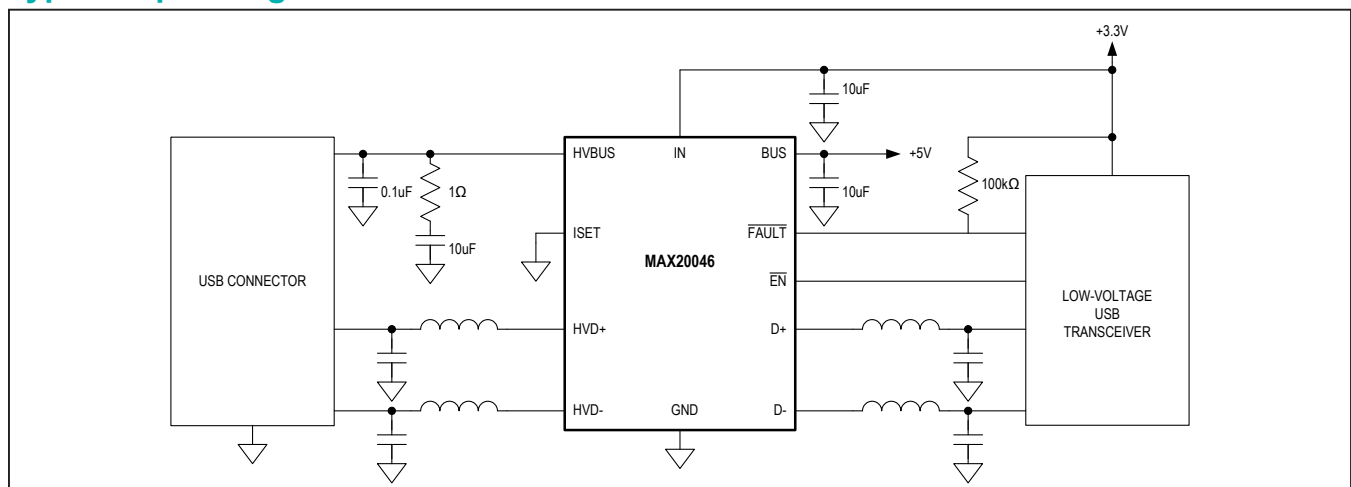 +3.3V
10uF
HVBUS
IN
BUS
+5V
0.1uF
1Ω
10uF
100kΩ
10uF
ISET
FAULT
MAX20046
EN
USB CONNECTOR
LOW-VOLTAGE
USB
TRANSCEIVER
HVD+
D+
HVD-
GND
D-